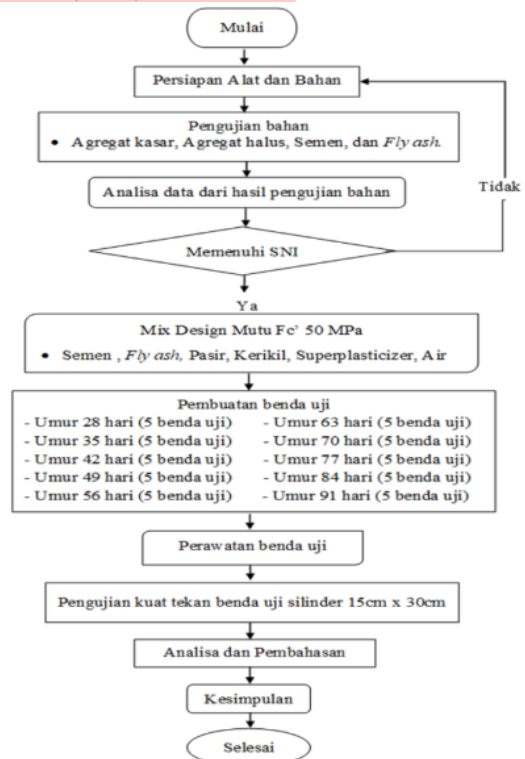 Mulai
Persiapan Alat dan Bahan
Pengujian bahan
• Agregat kasar, Agregat halus, Semen, dan Fly ash.
Analisa data dari hasil pengujian bahan
Tidak
Memenuhi SNI
Ya
Mix Design Mutu Fc' 50 MPa
• Semen , Fly ash, Pasir, Kerikil, Superplasticizer, Air
Pembuatan benda uji
- Umur 28 hari (5 benda uji) - Umur 63 hari (5 benda uji)
- Umur 35 hari (5 benda uji) - Umur 70 hari (5 benda uji)
- Umur 42 hari (5 benda uji) - Umur 77 hari (5 benda uji)
- Umur 49 hari (5 benda uji) - Umur 84 hari (5 benda uji)
- Umur 56 hari (5 benda uji) - Umur 91 hari (5 benda uji)
Perawatan benda uji
Pengujian kuat tekan benda uji silinder 15cm x 30cm
Analisa dan Pembahasan
Kesimpulan
Selesai